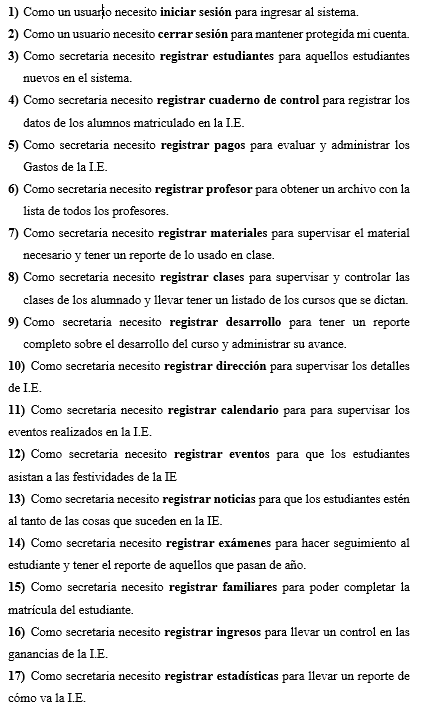 1) Como un usuario necesito iniciar sesión para ingresar al sistema.
2) Como un usuario necesito cerrar sesión para mantener protegida mi cuenta.
3) Como secretaria necesito registrar estudiantes para aquellos estudiantes
nuevos en el sistema.
4) Como secretaria necesito registrar cuaderno de control para registrar los
datos de los alumnos matriculado en la I.E.
5) Como secretaria necesito registrar pagos para evaluar y administrar los
Gastos de la I.E.
6) Como secretaria necesito registrar profesor para obtener un archivo con la
lista de todos los profesores.
7) Como secretaria necesito registrar materiales para supervisar el material
necesario y tener un reporte de lo usado en clase.
8) Como secretaria necesito registrar clases para supervisar y controlar las
clases de los alumnado y llevar tener un listado de los cursos que se dictan.
9) Como secretaria necesito registrar desarrollo para tener un reporte
completo sobre el desarrollo del curso y administrar su avance.
10) Como secretaria necesito registrar dirección para supervisar los detalles
de I.E.
11) Como secretaria necesito registrar calendario para para supervisar los
eventos realizados en la I.E.
12) Como secretaria necesito registrar eventos para que los estudiantes
asistan a las festividades de la IE
13) Como secretaria necesito registrar noticias para que los estudiantes estén
al tanto de las cosas que suceden en la IE.
14) Como secretaria necesito registrar exámenes para hacer seguimiento al
estudiante y tener el reporte de aquellos que pasan de año.
15) Como secretaria necesito registrar familiares para poder completar la
matrícula del estudiante.
16) Como secretaria necesito registrar ingresos para llevar un control en las
ganancias de la I.E.
17) Como secretaria necesito registrar estadísticas para llevar un reporte de
cómo va la I.E.